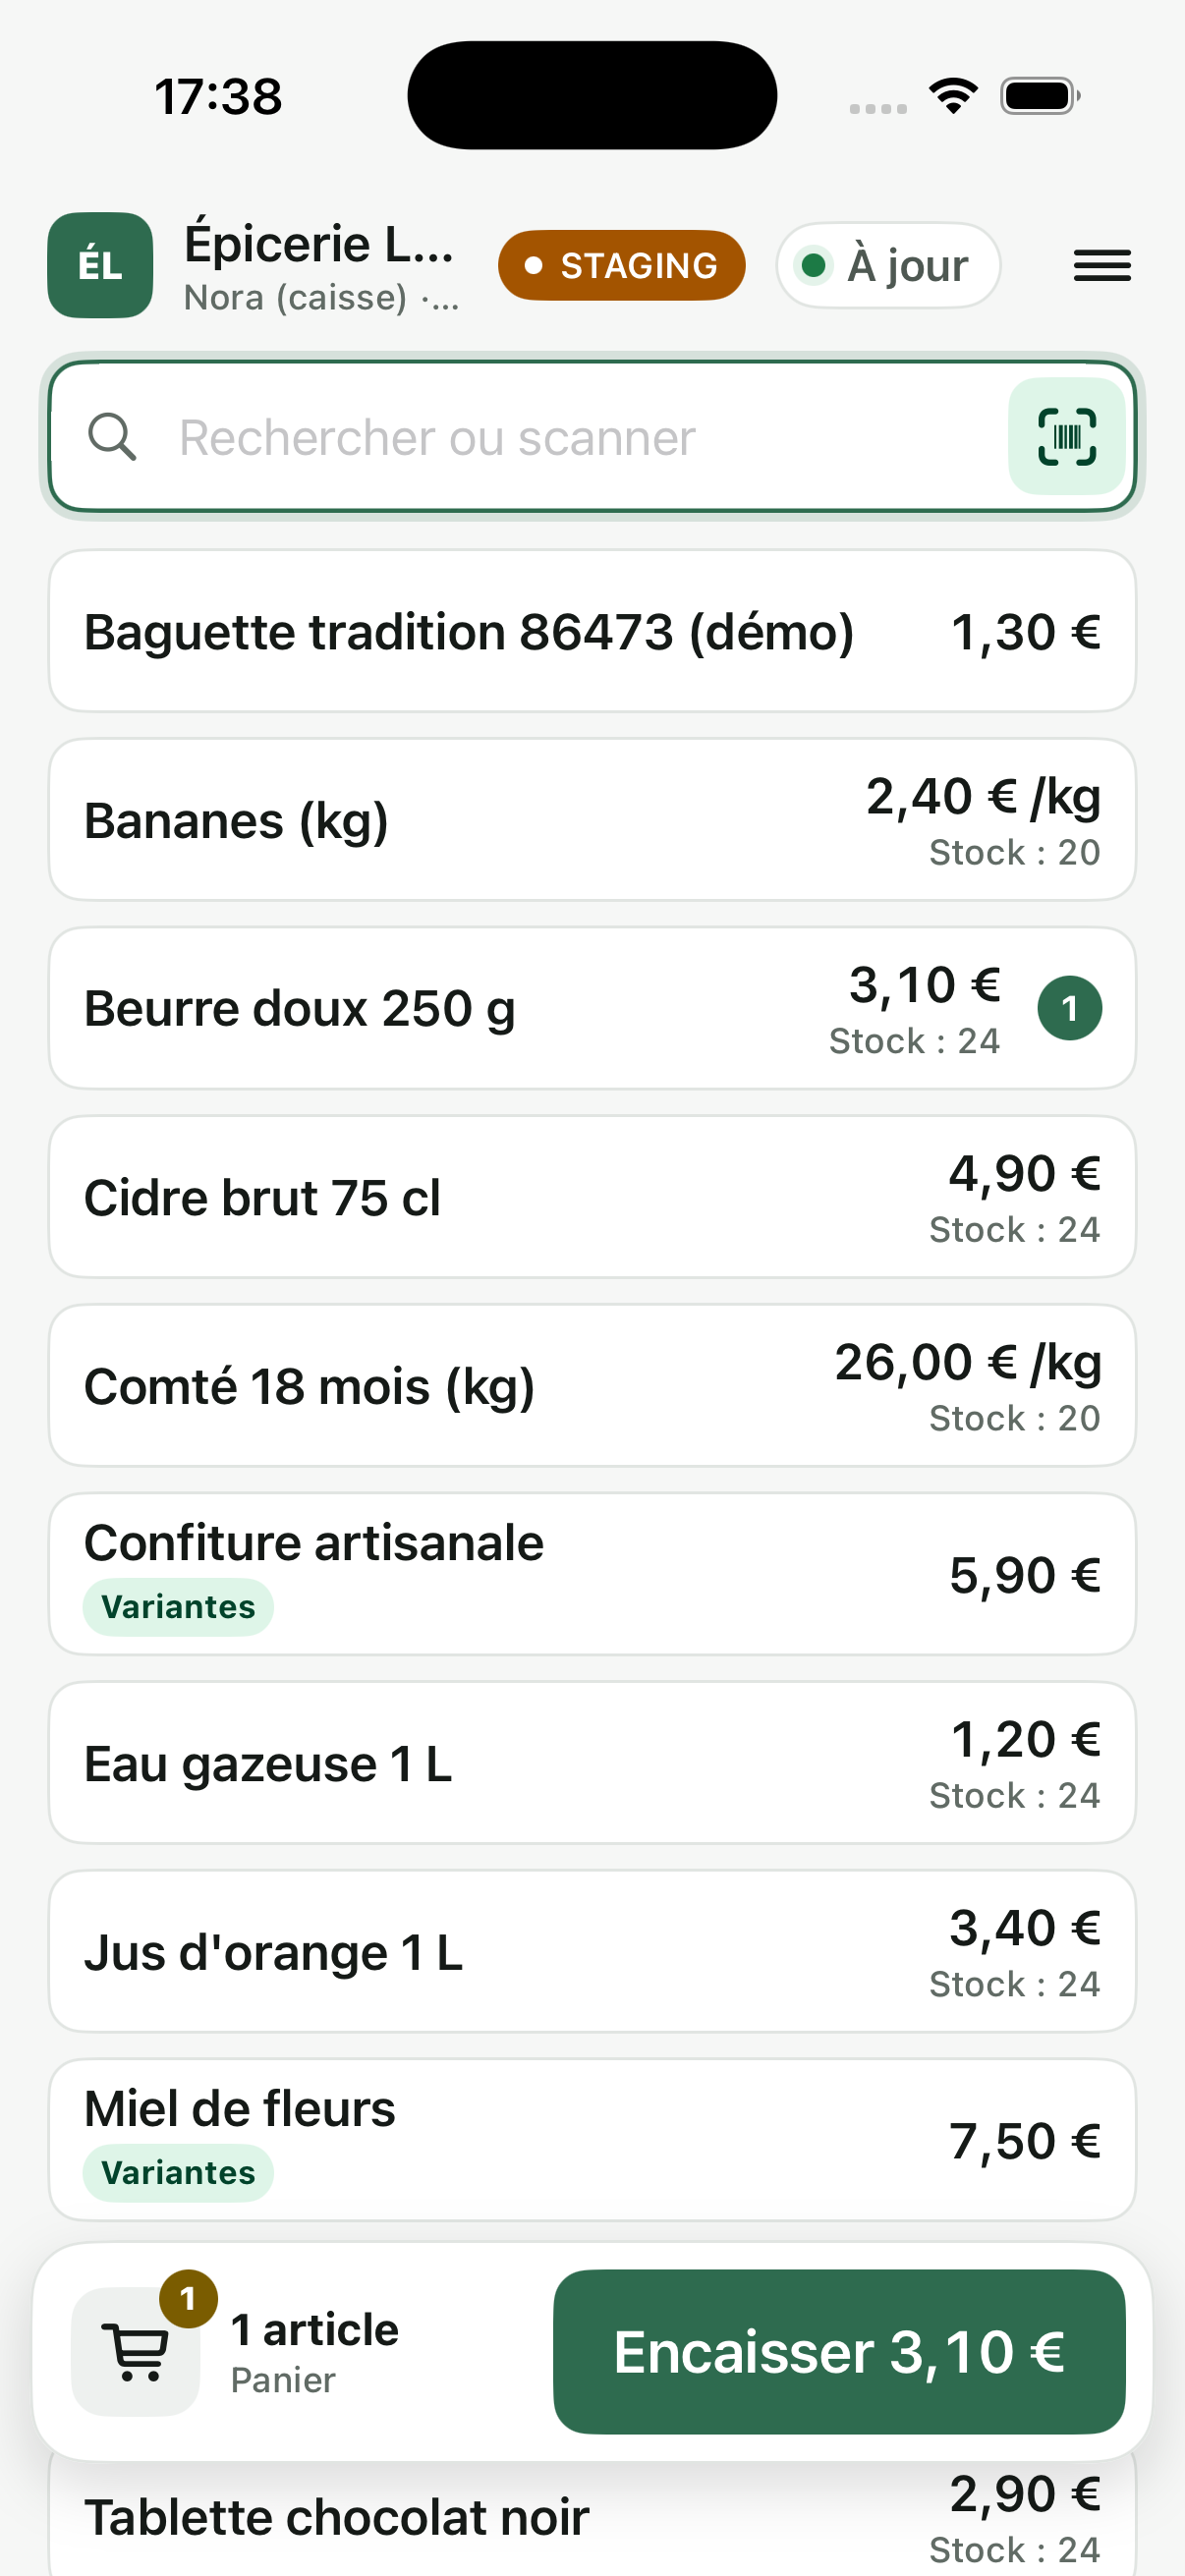 17:38
ÉL
Épicerie L...
Nora (caisse) ·...
STAGING
À jour
Rechercher ou scanner
Baguette tradition 86473 (démo)
1,30 €
Bananes (kg)
2,40 € /kg
Stock : 20
Beurre doux 250 g
3,10 €
Stock : 24
1
Cidre brut 75 cl
4,90 €
Stock : 24
Comté 18 mois (kg)
26,00 € /kg
Stock : 20
Confiture artisanale
Variantes
5,90 €
Eau gazeuse 1 L
1,20 €
Stock : 24
Jus d'orange 1 L
3,40 €
Stock : 24
Miel de fleurs
Variantes
7,50 €
1
1 article
Panier
Encaisser 3,10 €
Tablette chocolat noir
2,90 €
Stock : 24